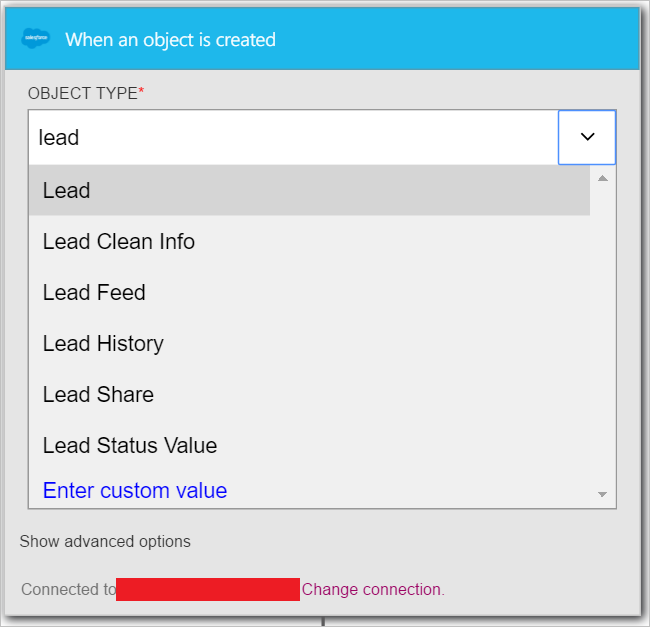 salesforce
When an object is created
OBJECT TYPE*
lead
Lead
Lead Clean Info
Lead Feed
Lead History
Lead Share
Lead Status Value
Enter custom value
Show advanced options
Connected to Change connection.